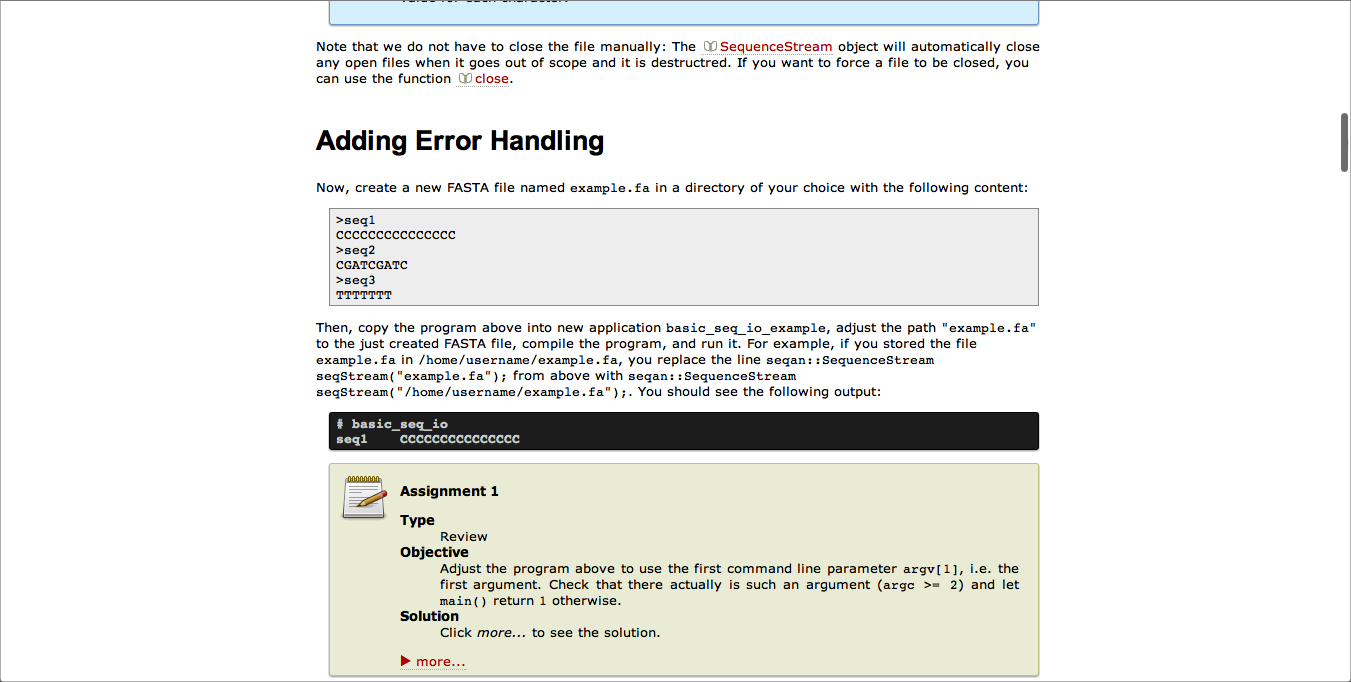 value for each character.
Note that we do not have to close the file manually: The SequenceStream object will automatically close
any open files when it goes out of scope and it is destructred. If you want to force a file to be closed, you
can use the function close.
Adding Error Handling
Now, create a new FASTA file named example.fa in a directory of your choice with the following content:
>seq1
CCCCCCCCCCCCCCC
>seq2
CGATCGATC
>seq3
TTTTTTT
Then, copy the program above into new application basic_seq_io_example, adjust the path "example.fa"
to the just created FASTA file, compile the program, and run it. For example, if you stored the file
example.fa in /home/username/example.fa, you replace the line seqan::SequenceStream
seqStream("example.fa"); from above with seqan::SequenceStream
seqStream("/home/username/example.fa");. You should see the following output:
# basic_seq_io
seq1    CCCCCCCCCCCCCCC
Assignment 1
Type
Review
Objective
Adjust the program above to use the first command line parameter argv[1], i.e. the
first argument. Check that there actually is such an argument (argc >= 2) and let
main() return 1 otherwise.
Solution
Click more... to see the solution.
more...